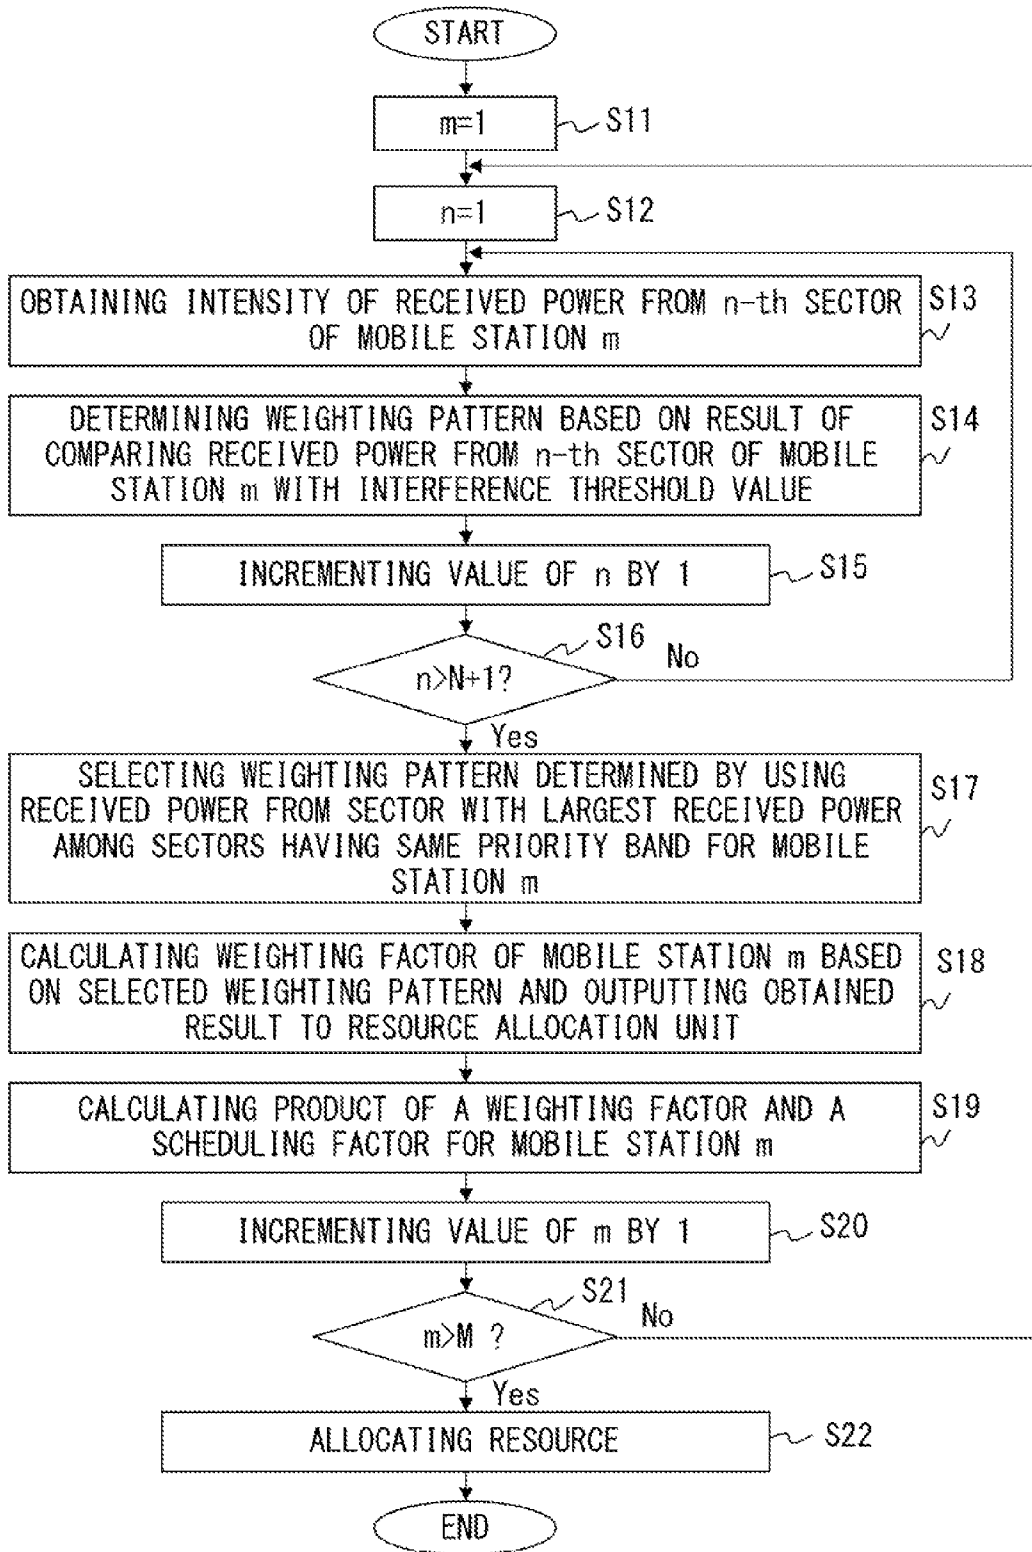 START
m=1
S11
n=1
S12
OBTAINING INTENSITY OF RECEIVED POWER FROM n-th SECTOR
OF MOBILE STATION m
S13
DETERMINING WEIGHTING PATTERN BASED ON RESULT OF
COMPARING RECEIVED POWER FROM n-th SECTOR OF MOBILE
STATION m WITH INTERFERENCE THRESHOLD VALUE
S14
INCREMENTING VALUE OF n BY 1
S15
n>N+1?
S16
No
Yes
SELECTING WEIGHTING PATTERN DETERMINED BY USING
RECEIVED POWER FROM SECTOR WITH LARGEST RECEIVED POWER
AMONG SECTORS HAVING SAME PRIORITY BAND FOR MOBILE
STATION m
S17
CALCULATING WEIGHTING FACTOR OF MOBILE STATION m BASED
ON SELECTED WEIGHTING PATTERN AND OUTPUTTING OBTAINED
RESULT TO RESOURCE ALLOCATION UNIT
S18
CALCULATING PRODUCT OF A WEIGHTING FACTOR AND A
SCHEDULING FACTOR FOR MOBILE STATION m
S19
INCREMENTING VALUE OF m BY 1
S20
m>M ?
S21
No
Yes
ALLOCATING RESOURCE
S22
END